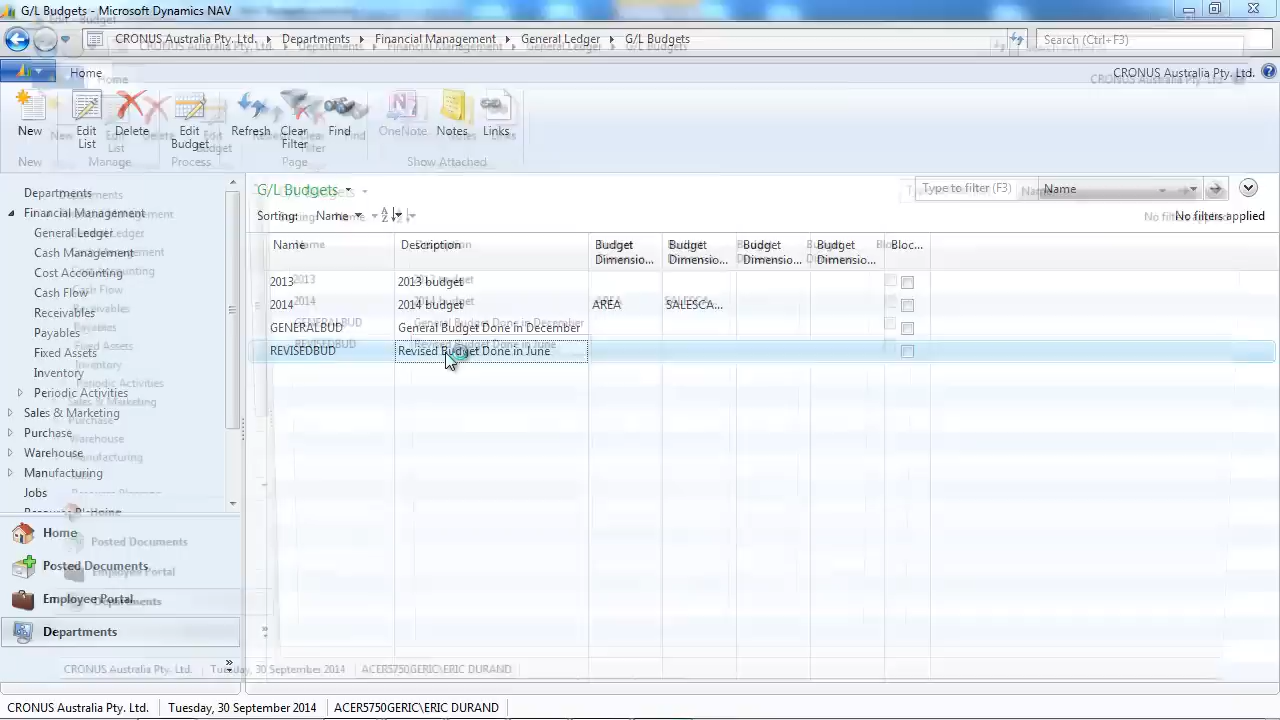 G/L Budgets - Microsoft Dynamics NAV
CRONUS Australia Pty. Ltd. Departments Financial Management General Ledger G/L Budgets
Search (Ctrl+F3)
Home
CRONUS Australia Pty. Ltd.
New Edit List Delete Edit Budget Refresh Clear Filter Find OneNote Notes Links
New Manage Process Page Show Attached
Departments
Financial Management
General Ledger
Cash Management
Cost Accounting
Cash Flow
Receivables
Payables
Fixed Assets
Inventory
Periodic Activities
Sales & Marketing
Purchase
Warehouse
Manufacturing
Jobs
Resource Planning
Home
Posted Documents
Employee Portal
Departments
G/L Budgets
Type to filter (F3) Name
Sorting: Name
No filters applied
Name Description Budget Dimensio... Budget Dimensio... Budget Dimensio... Budget Dimensio... Bloc...
2013 2013 budget
2014 2014 budget AREA SALESCA...
GENERALBUD General Budget Done in December
REVISEDBUD Revised Budget Done in June
CRONUS Australia Pty. Ltd. Tuesday, 30 September 2014 ACER5750GERIC\ERIC DURAND